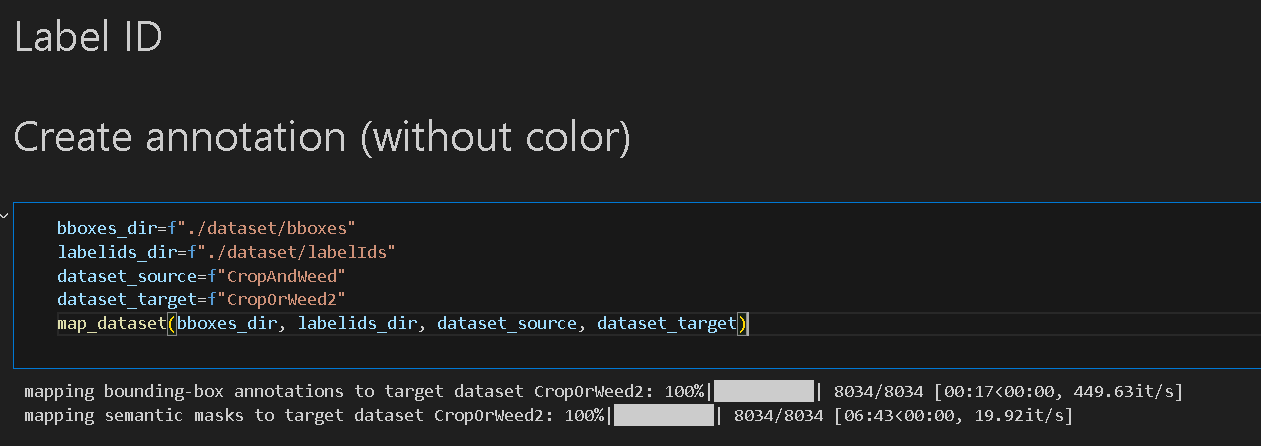 Label ID
Create annotation (without color)
bboxes_dir=f"./dataset/bboxes"
labelids_dir=f"./dataset/labelIds"
dataset_source=f"CropAndWeed"
dataset_target=f"CropOrWeed2"
map_dataset(bboxes_dir, labelids_dir, dataset_source, dataset_target)
mapping bounding-box annotations to target dataset CropOrWeed2: 100%|██████████| 8034/8034 [00:17<00:00, 449.63it/s]
mapping semantic masks to target dataset CropOrWeed2: 100%|██████████| 8034/8034 [06:43<00:00, 19.92it/s]